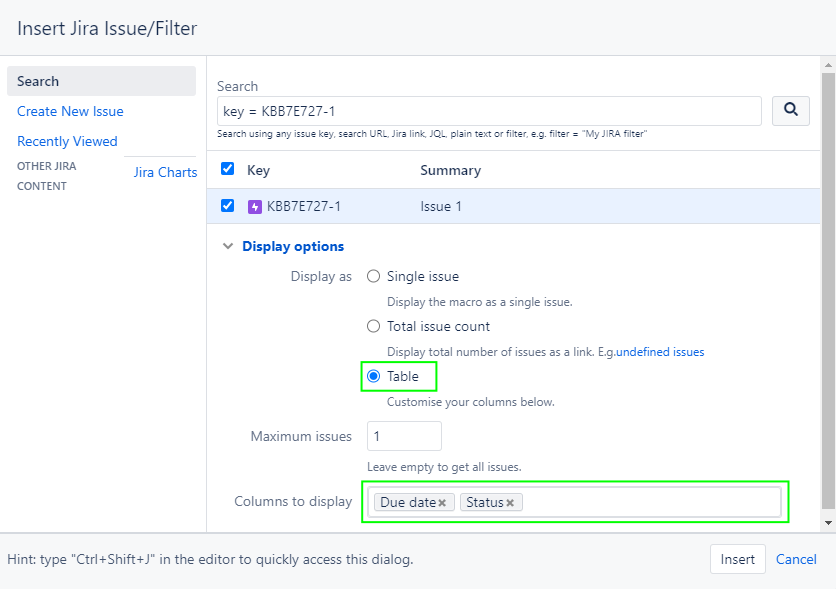 Insert Jira Issue/Filter
Search
Create New Issue
Recently Viewed
OTHER JIRA
CONTENT
Jira Charts
Search
key = KBB7E727-1
Search using any issue key, search URL, Jira link, JQL, plain text or filter, e.g. filter = "My JIRA filter"
Key Summary
KBB7E727-1 Issue 1
Display options
Display as Single issue
Display the macro as a single issue.
Total issue count
Display total number of issues as a link. E.g.undefined issues
Table
Customise your columns below.
Maximum issues 1
Leave empty to get all issues.
Columns to display Due date× Status×
Hint: type "Ctrl+Shift+J" in the editor to quickly access this dialog. Insert Cancel